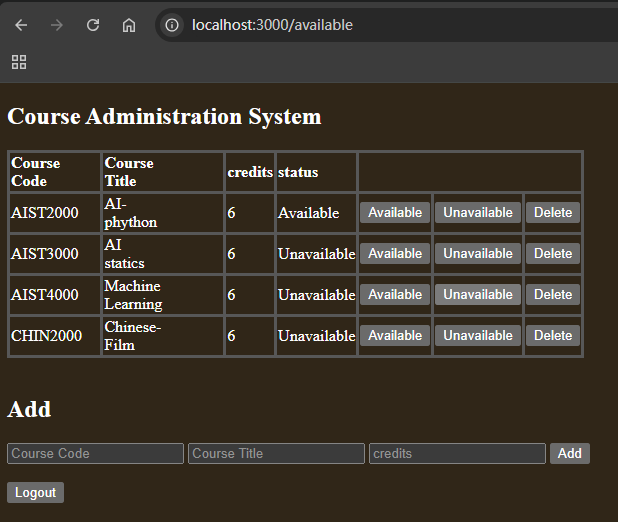 localhost:3000/available
Course Administration System
Course Code Course Title credits status
AIST2000 AI-phython 6 Available Available Unavailable Delete
AIST3000 AI statics 6 Unavailable Available Unavailable Delete
AIST4000 Machine Learning 6 Unavailable Available Unavailable Delete
CHIN2000 Chinese-Film 6 Unavailable Available Unavailable Delete
Add
Course Code Course Title credits Add
Logout